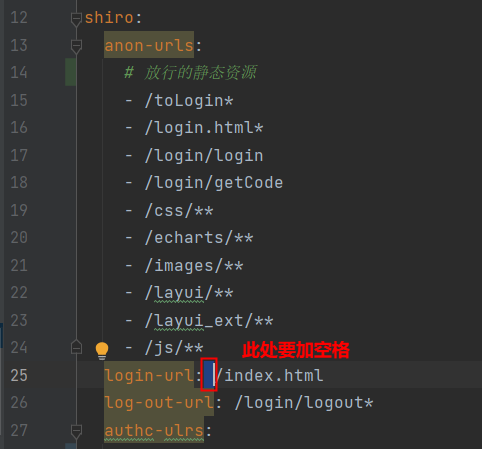 12 shiro:
13 anon-urls:
14 # 放行的静态资源
15 - /toLogin*
16 - /login.html*
17 - /login/login
18 - /login/getCode
19 - /css/**
20 - /echarts/**
21 - /images/**
22 - /layui/**
23 - /layui_ext/**
24 - /js/** 此处要加空格
25 login-url: /index.html
26 log-out-url: /login/logout*
27 authc-ulrs: